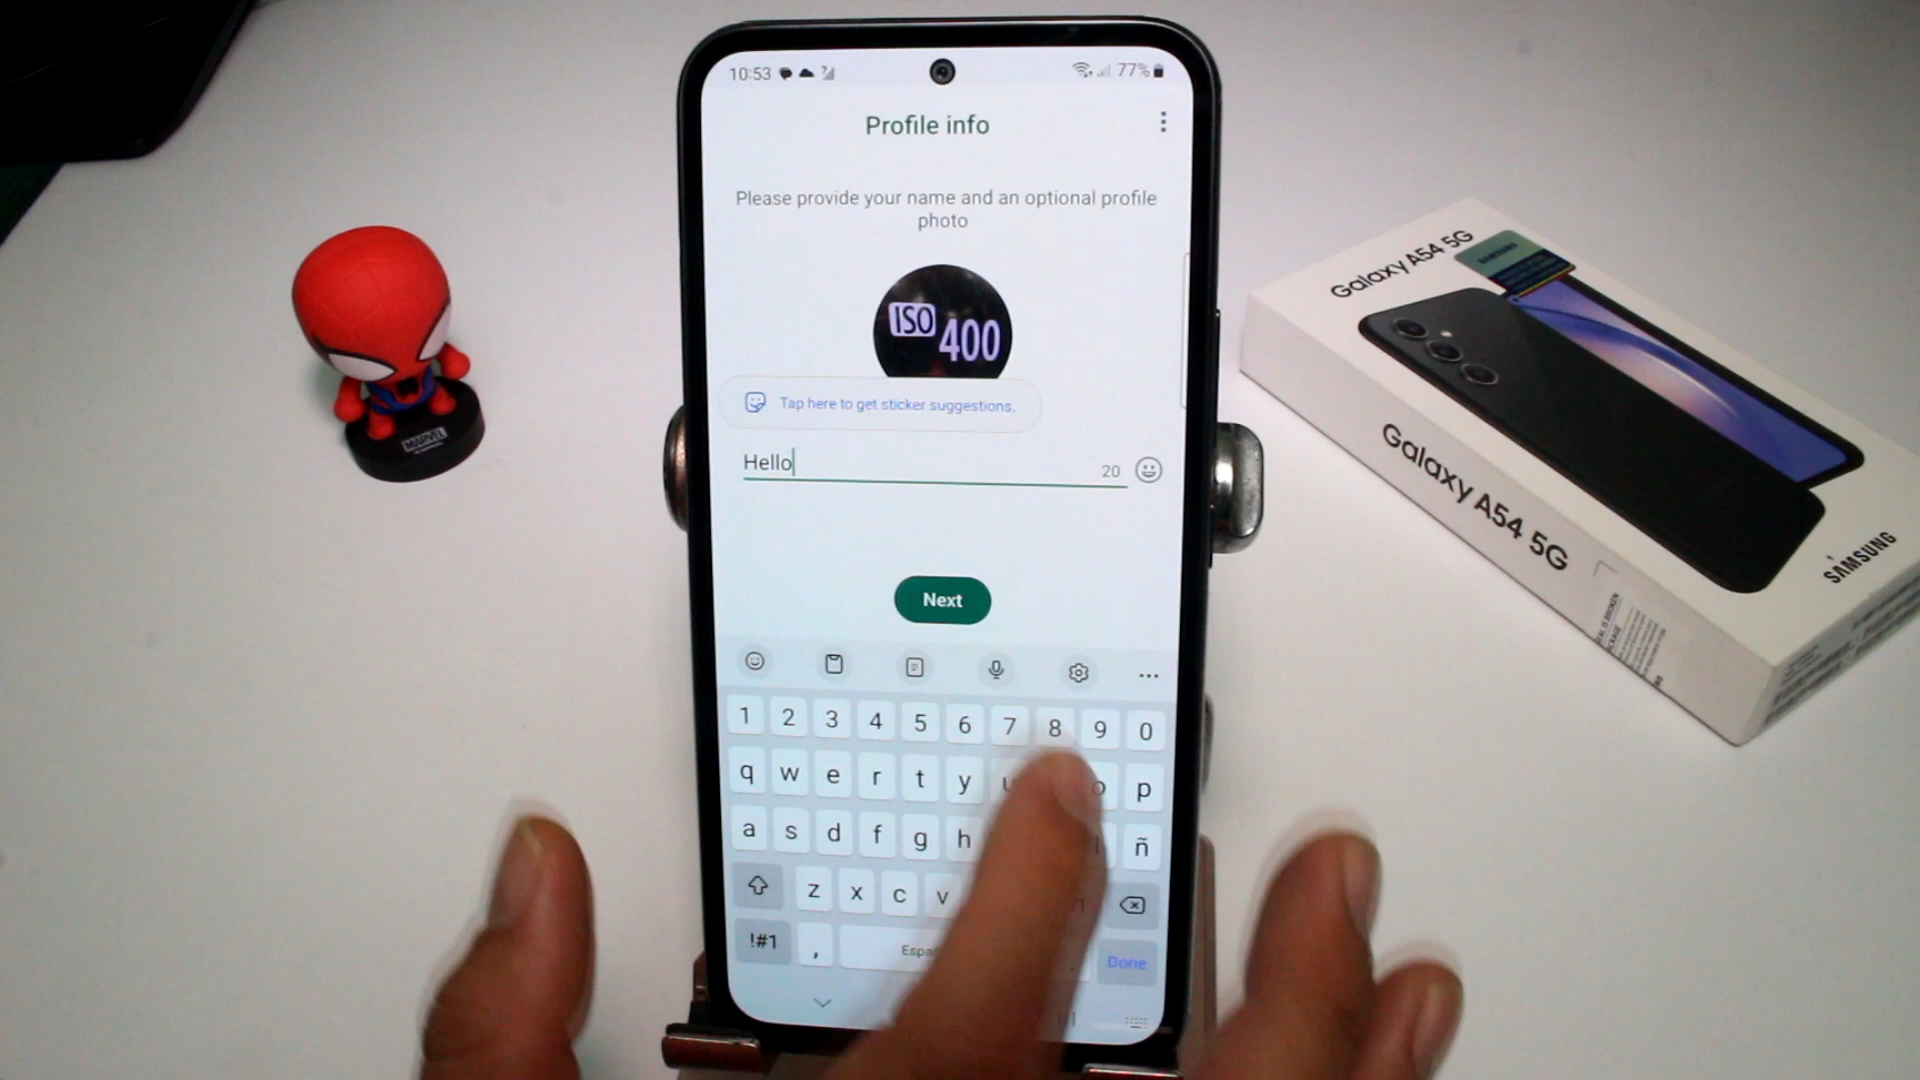 10:53
77%
Profile info
Please provide your name and an optional profile
photo
ISO 400
Tap here to get sticker suggestions.
Hello
20
Next
1 2 3 4 5 6 7 8 9 0
q w e r t y u o p
a s d f g h l ñ
z x c v n
!#1 , Españ . Done
MARVEL
Galaxy A54 5G
SAMSUNG
Galaxy A54 5G
SAMSUNG